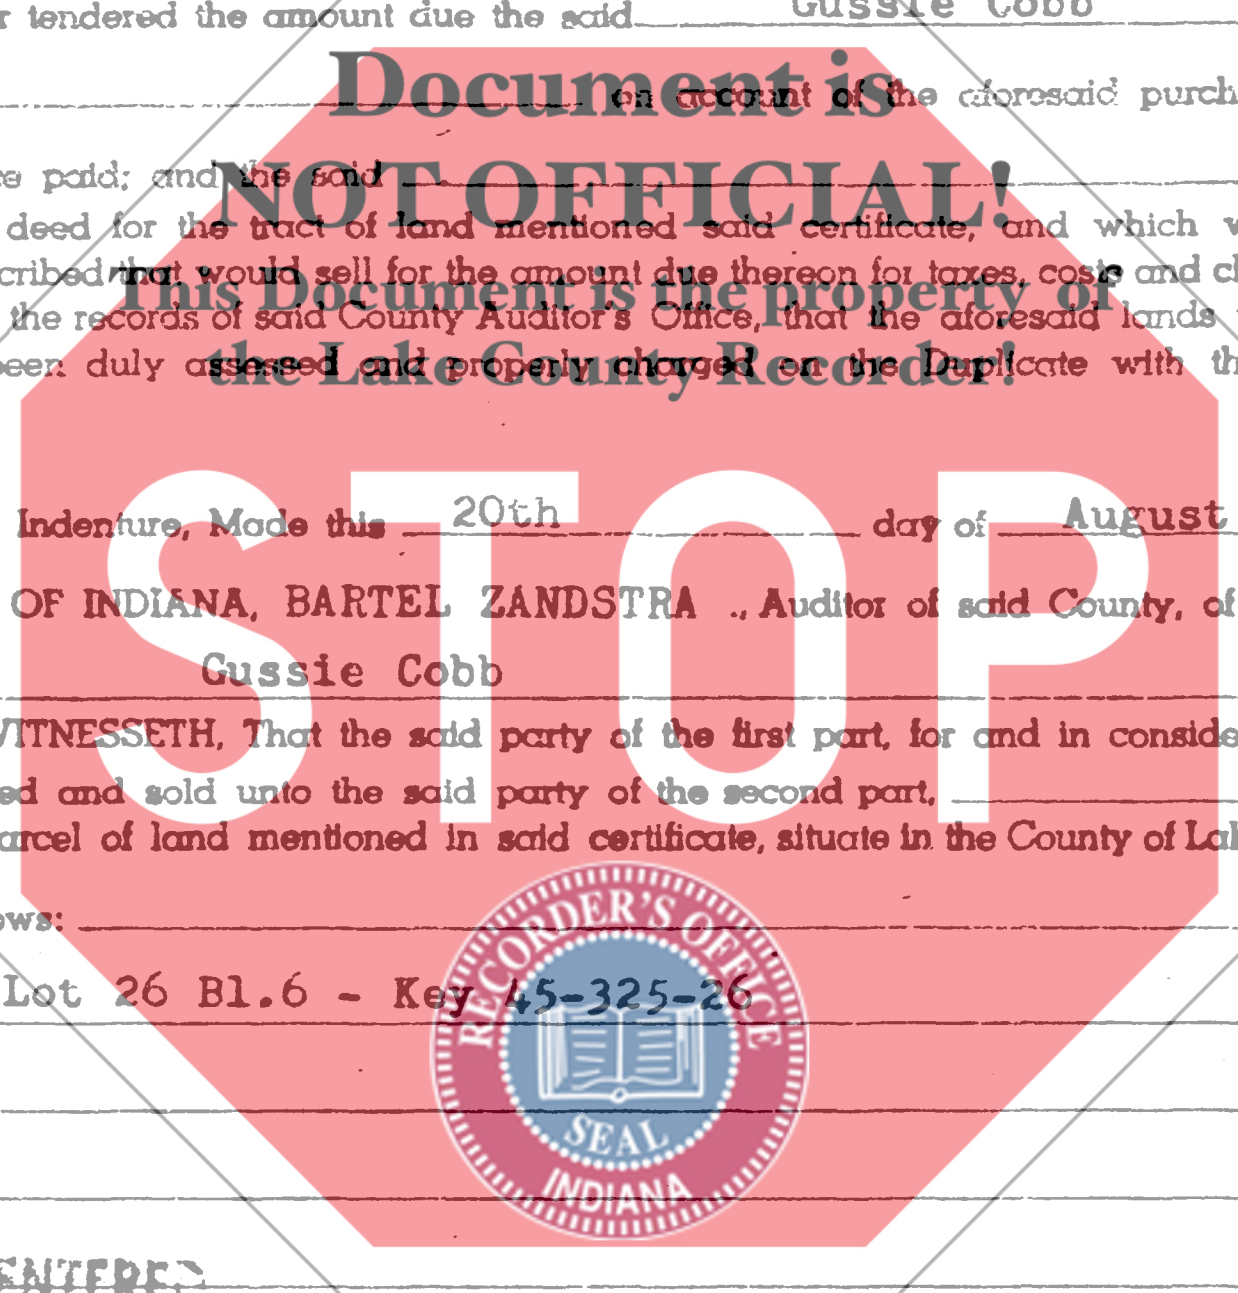 tendered the amount due the said Gussie Cobb
Document is
on account of the aforesaid purch
paid; and the said
NOT OFFICIAL!
deed for the tract of land mentioned said certificate, and which w
cribed that would sell for the amount due thereon for taxes, costs and ch
This Document is the property of
the records of said County Auditor's Office, that the aforesaid lands
the Lake County Recorder!
been duly assessed and properly charged on the Duplicate with th
STOP
Indenture, Made this 20th day of August
OF INDIANA, BARTEL ZANDSTRA ., Auditor of said County, of
Gussie Cobb
WITNESSETH, That the said party of the first part, for and in conside
ed and sold unto the said party of the second part,
arcel of land mentioned in said certificate, situate in the County of Lak
ows:
RECORDER'S OFFICE
Lot 26 Bl.6 - Key 45-325-26
SEAL
INDIANA
ENTERED